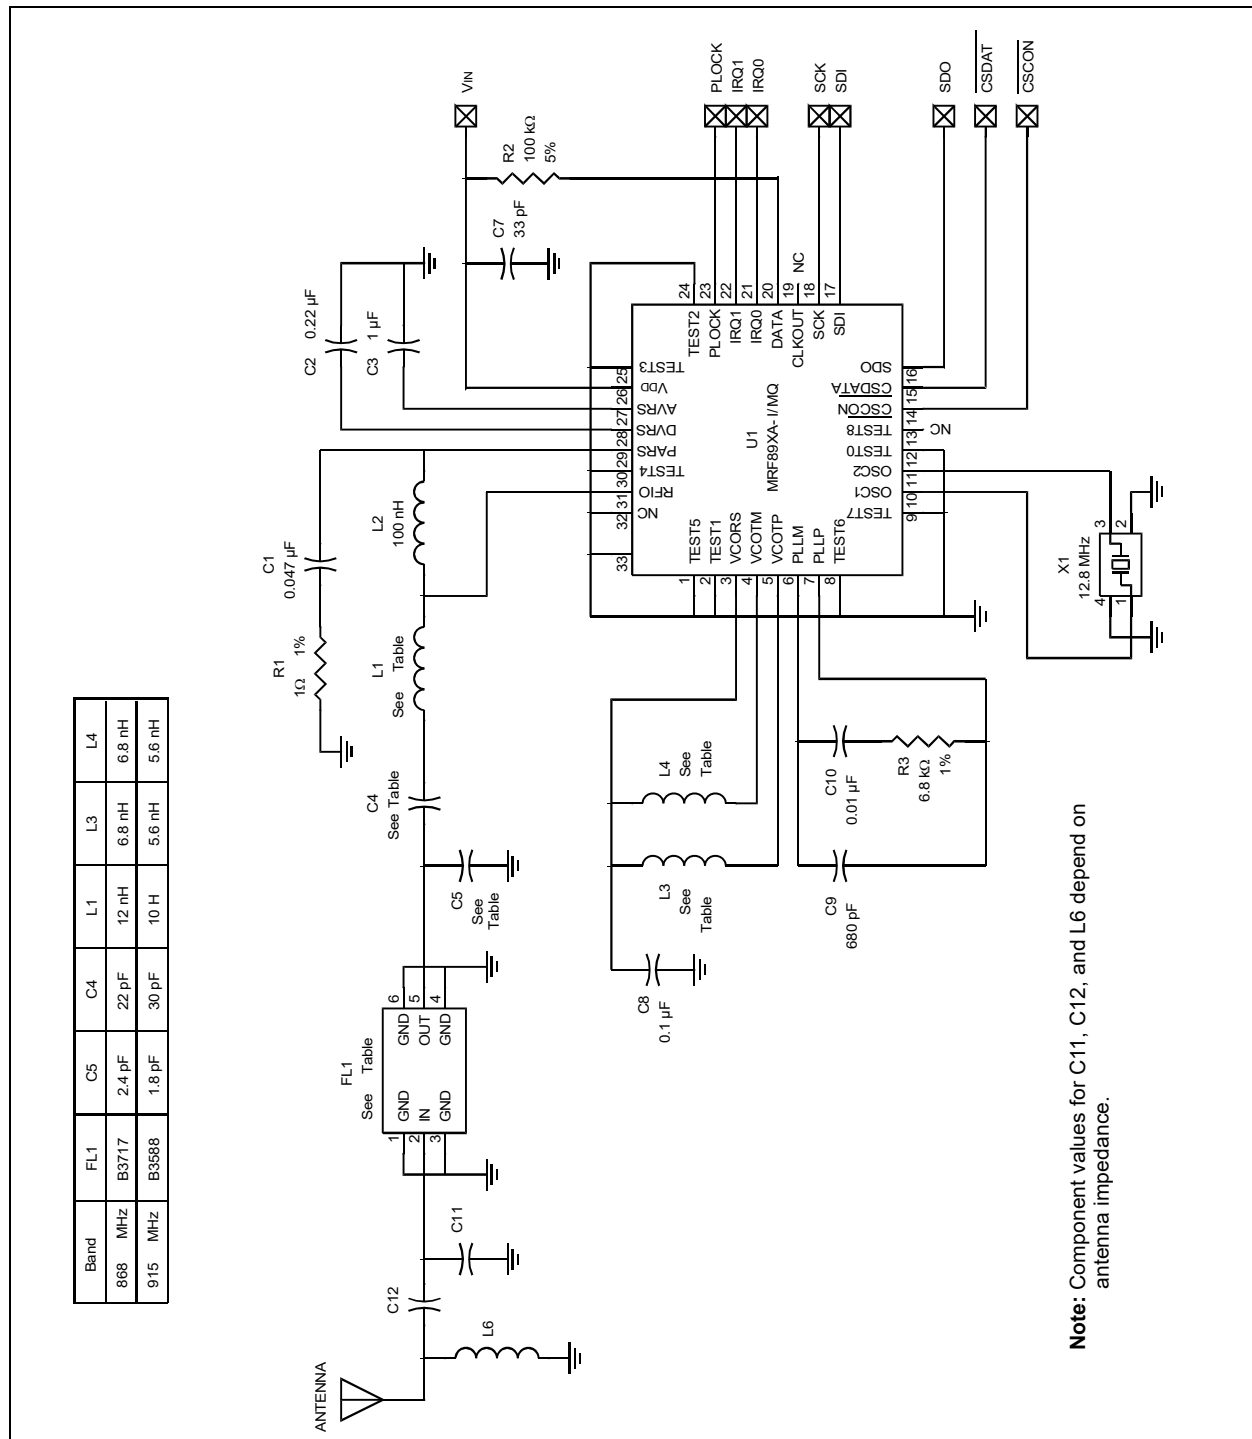 Band FL1 C5 C4 L1 L3 L4
868 MHz B3717 2.4 pF 22 pF 12 nH 6.8 nH 6.8 nH
915 MHz B3588 1.8 pF 30 pF 10 H 5.6 nH 5.6 nH
ANTENNA
L6
C12
C11
FL1
See Table
1 GND
2 IN
3 GND
GND 6
OUT 5
GND 4
C5
See
Table
C4
See Table
L1
See Table
L2
100 nH
R1
1Ω 1%
C1
0.047 µF
C2
0.22 µF
C3
1 µF
C7
33 pF
R2
100 kΩ
5%
VIN
PLOCK
IRQ1
IRQ0
SCK
SDI
SDO
CSDAT
CSCON
C8
0.1 µF
L3
See
Table
L4
See
Table
C9
680 pF
C10
0.01 µF
R3
6.8 kΩ
1%
U1
MRF89XA- I/MQ
1 TEST5
2 TEST1
3 VCORS
4 VCOTM
5 VCOTP
6 PLLM
7 PLLP
8 TEST6
9 TEST7
10 OSC1
11 OSC2
12 TEST0
13 TEST8
NC
14 CSCON
15 CSDATA
16 SDO
17 SDI
18 SCK
19 CLKOUT
NC
20 DATA
21 IRQ0
22 IRQ1
23 PLOCK
24 TEST2
25 TEST3
26 VDD
27 AVRS
28 DVRS
29 PARS
30 TEST4
31 RFIO
32 NC
33
X1
12.8 MHz
4
1
3
2
Note: Component values for C11, C12, and L6 depend on
antenna impedance.